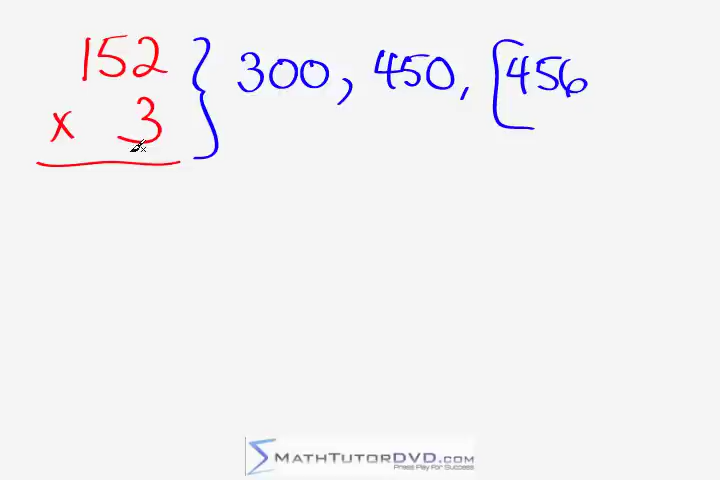 152 } 300, 450, [456
x 3
MATHTUTORDVD.COM
Press Play For Success